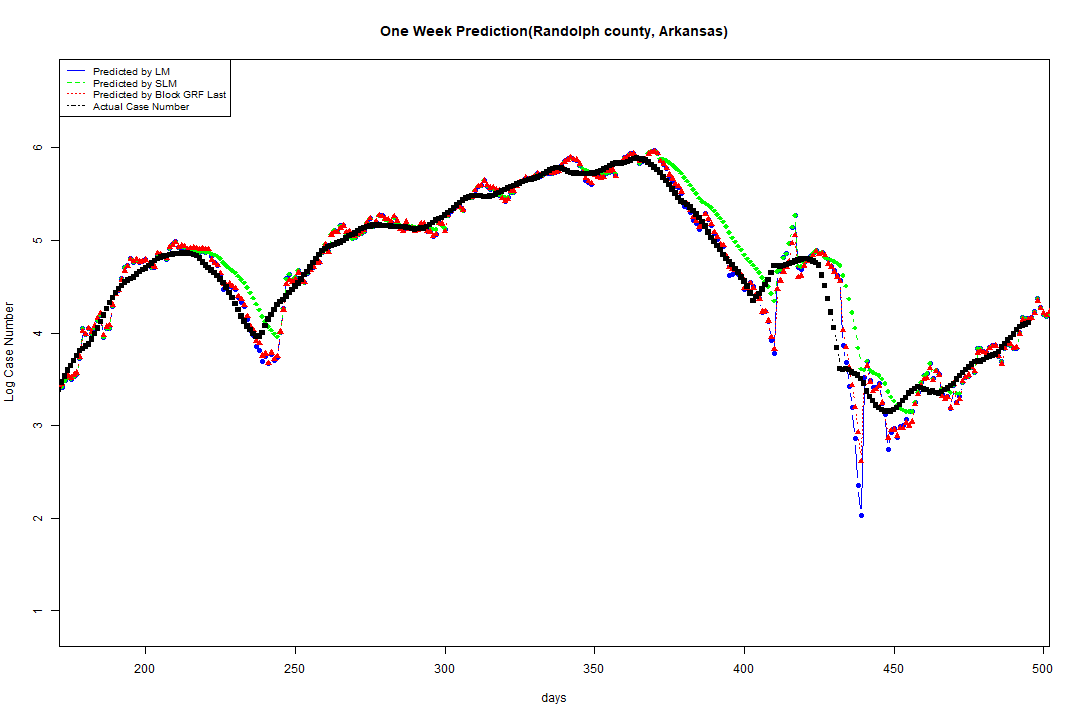 One Week Prediction(Randolph county, Arkansas)
Predicted by LM
Predicted by SLM
Predicted by Block GRF Last
Actual Case Number
6
5
4
3
2
1
Log Case Number
200 250 300 350 400 450 500
days